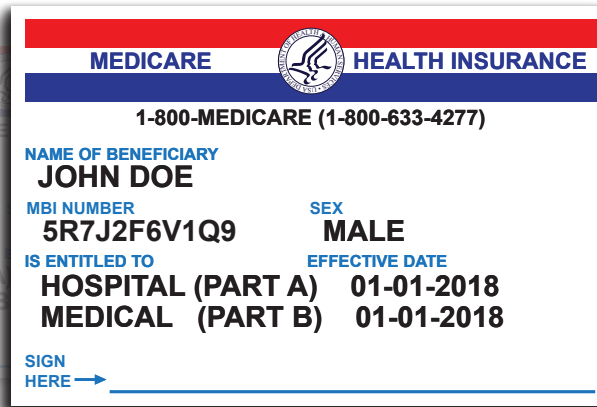 MEDICARE HEALTH INSURANCE
1-800-MEDICARE (1-800-633-4277)
NAME OF BENEFICIARY
JOHN DOE
MBI NUMBER SEX
5R7J2F6V1Q9 MALE
IS ENTITLED TO EFFECTIVE DATE
HOSPITAL (PART A) 01-01-2018
MEDICAL (PART B) 01-01-2018
SIGN
HERE